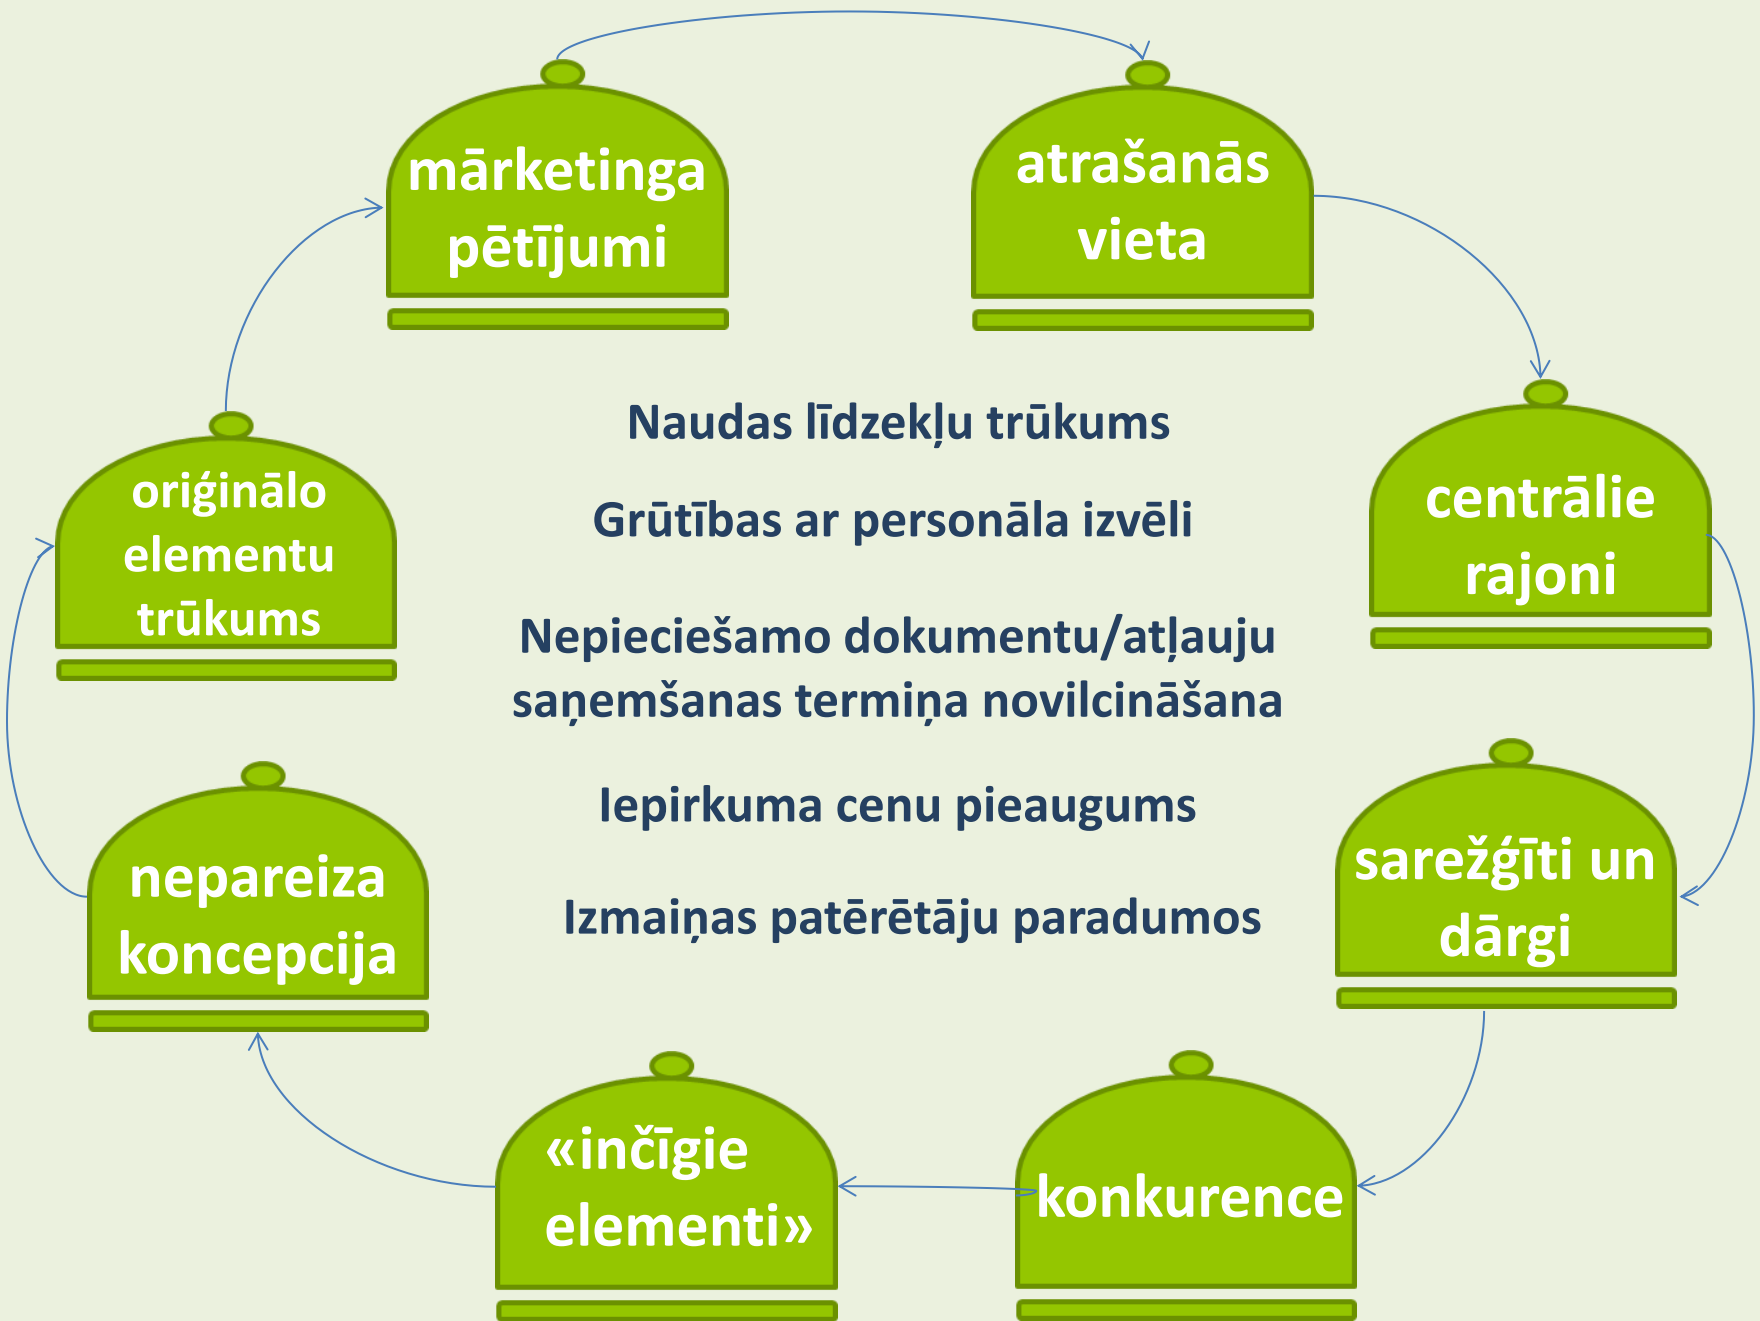 mārketinga
pētījumi
atrašanās
vieta
centrālie
rajoni
sarežģīti un
dārgi
konkurence
«inčīgie
elementi»
nepareiza
koncepcija
oriģinālo
elementu
trūkums
Naudas līdzekļu trūkums
Grūtības ar personāla izvēli
Nepieciešamo dokumentu/atļauju
saņemšanas termiņa novilcināšana
Iepirkuma cenu pieaugums
Izmaiņas patērētāju paradumos